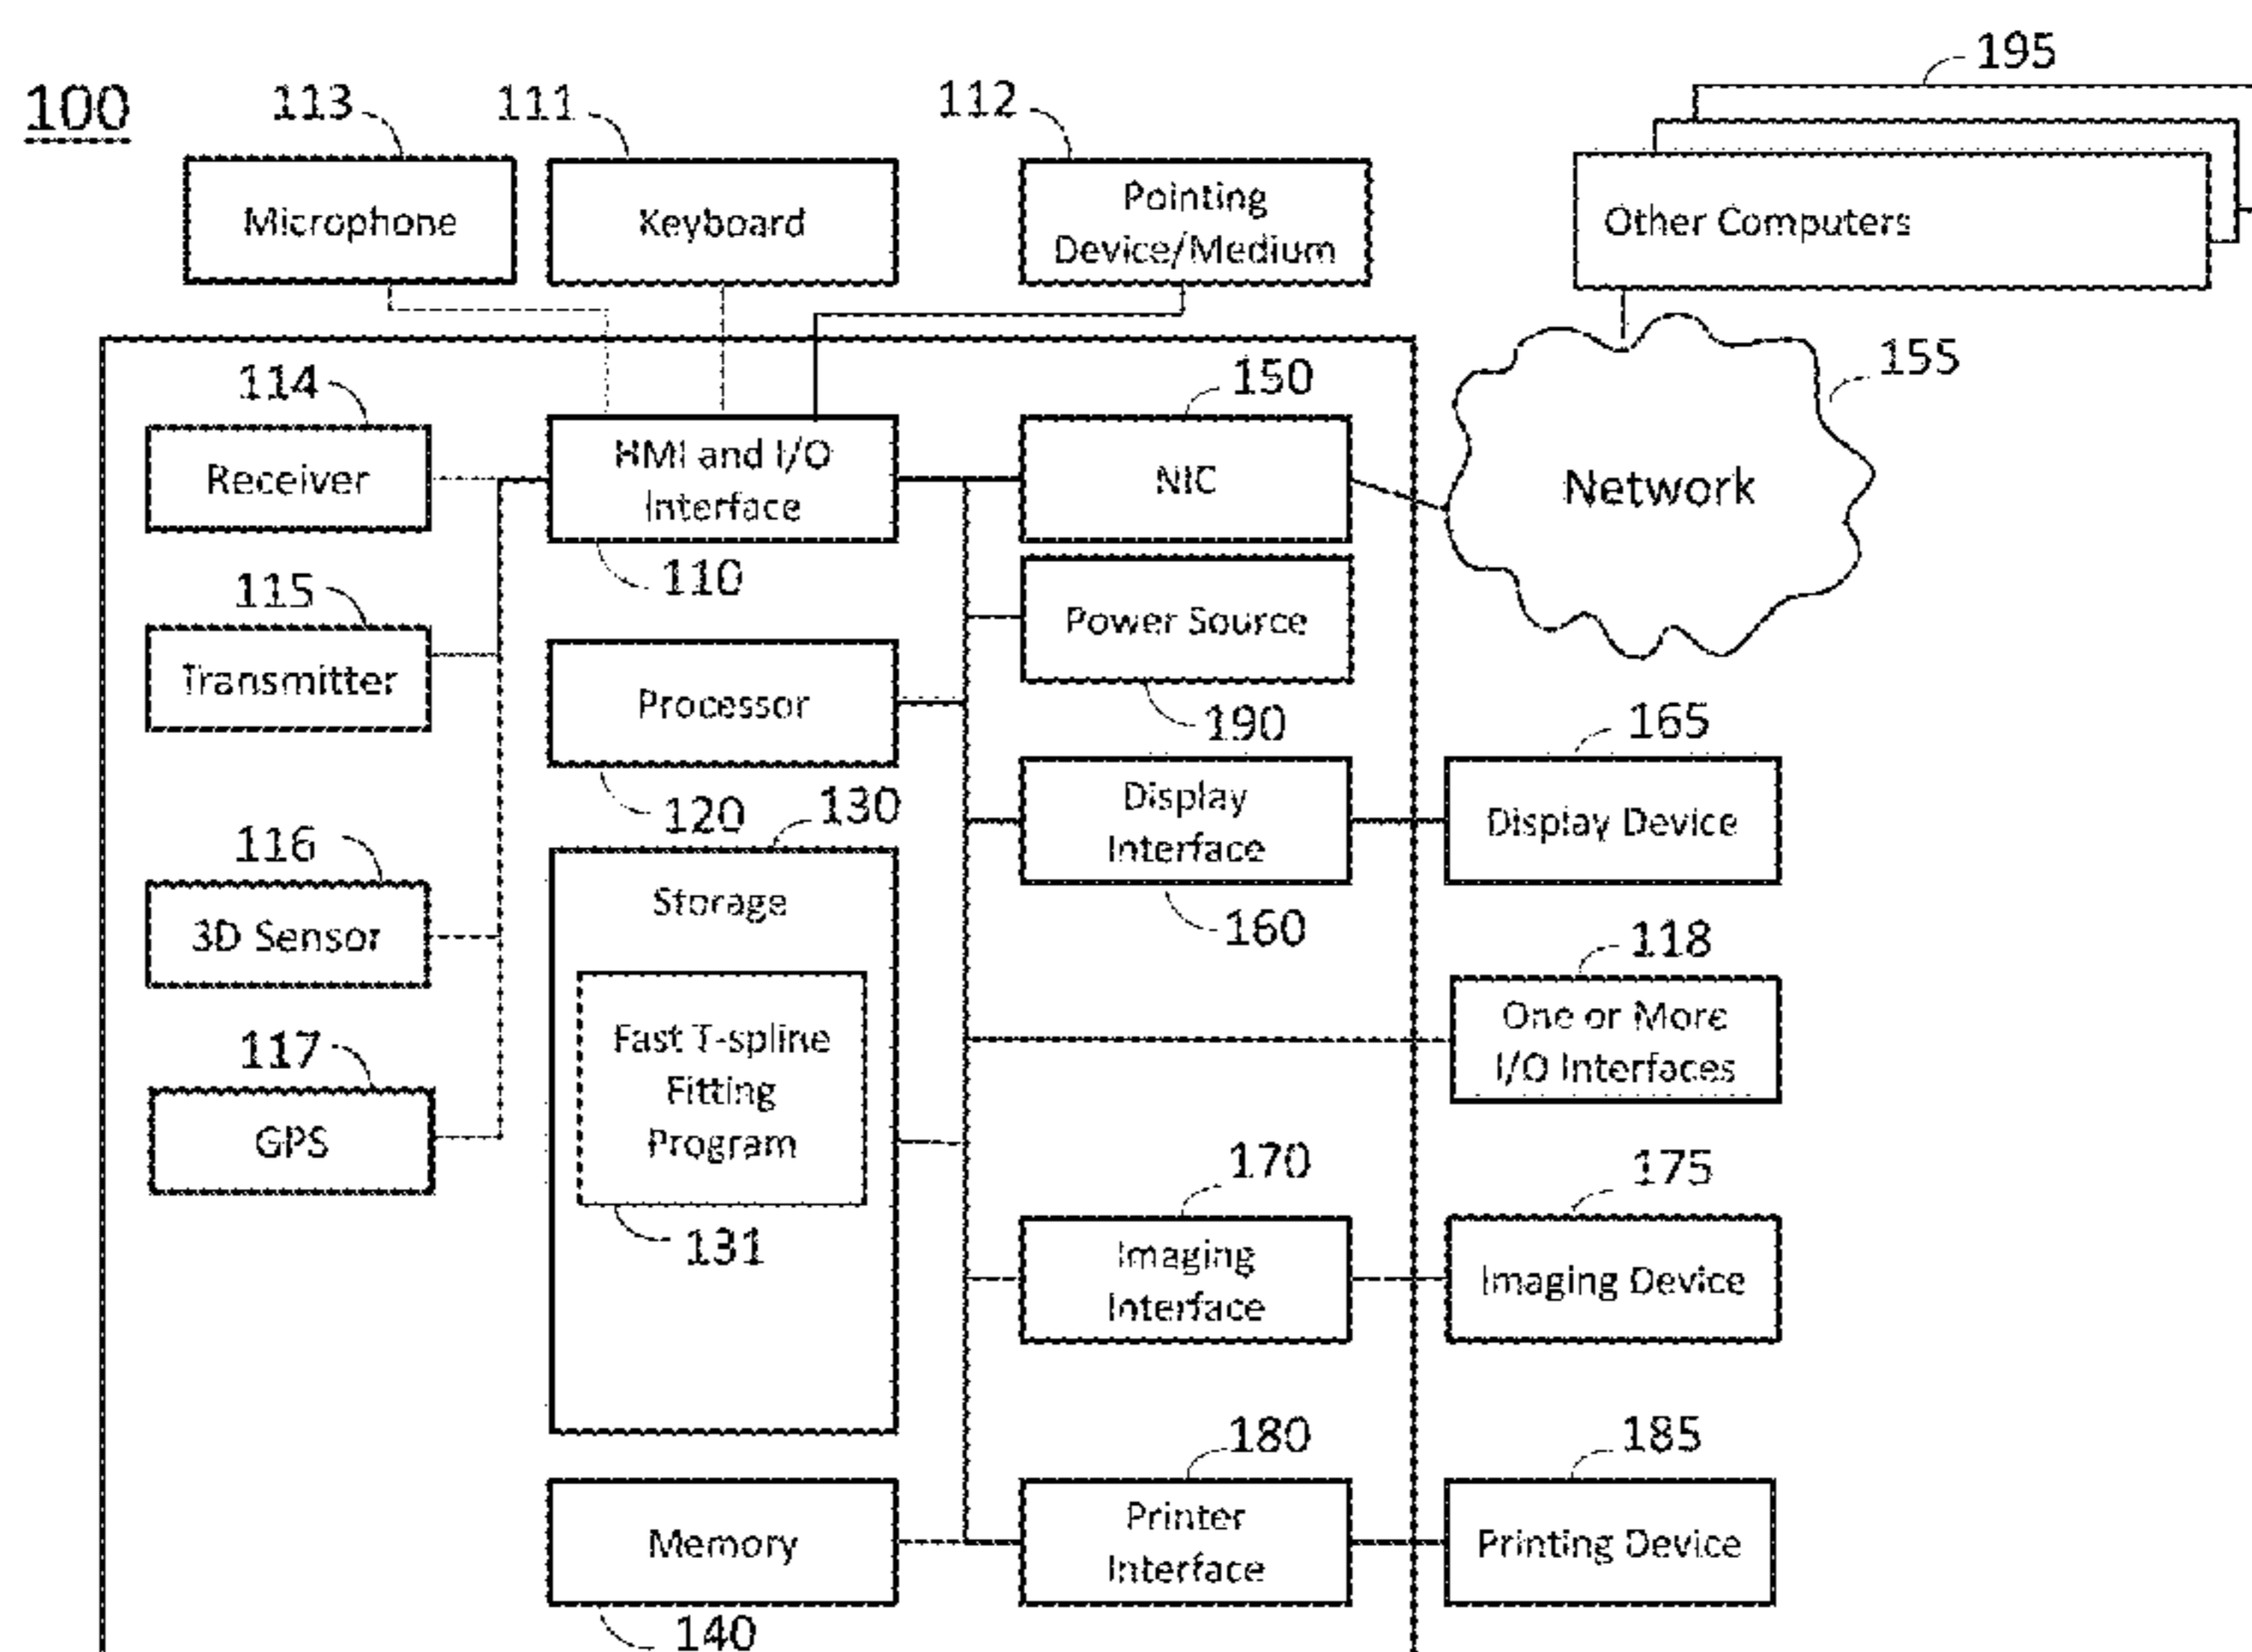 195
100
113
111
112
Microphone
Keyboard
Pointing
Device/Medium
Other Computers
114
150
155
Receiver
HMI and I/O
Interface
NIC
Network
110
115
Transmitter
Power Source
Processor
190
165
120
130
Display
Interface
Display Device
116
Storage
160
118
3D Sensor
Fast T-spline
Fitting
Program
One or More
I/O Interfaces
117
GPS
131
170
175
Imaging
Interface
Imaging Device
180
185
Memory
Printer
Interface
Printing Device
140